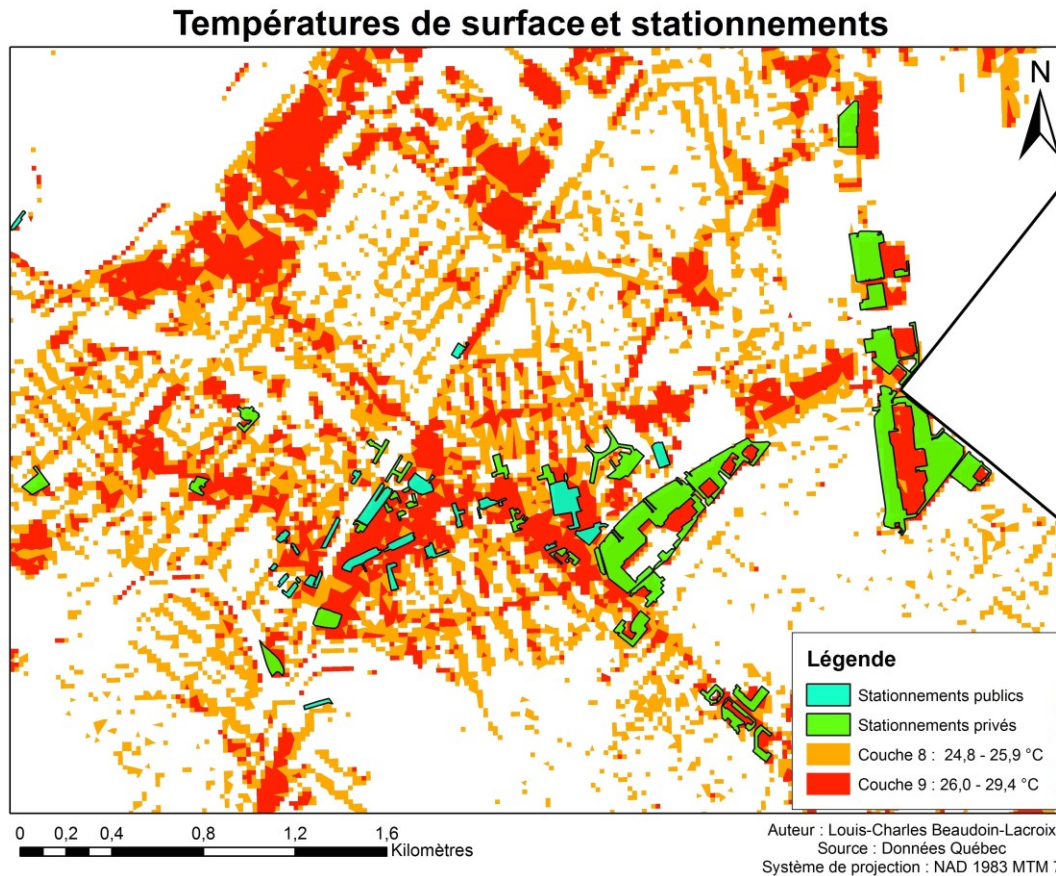 Températures de surface et stationnements
N
Légende
Stationnements publics
Stationnements privés
Couche 8 : 24,8 - 25,9 °C
Couche 9 : 26,0 - 29,4 °C
0 0,2 0,4 0,8 1,2 1,6
Kilomètres
Auteur : Louis-Charles Beaudoin-Lacroix
Source : Données Québec
Système de projection : NAD 1983 MTM 7